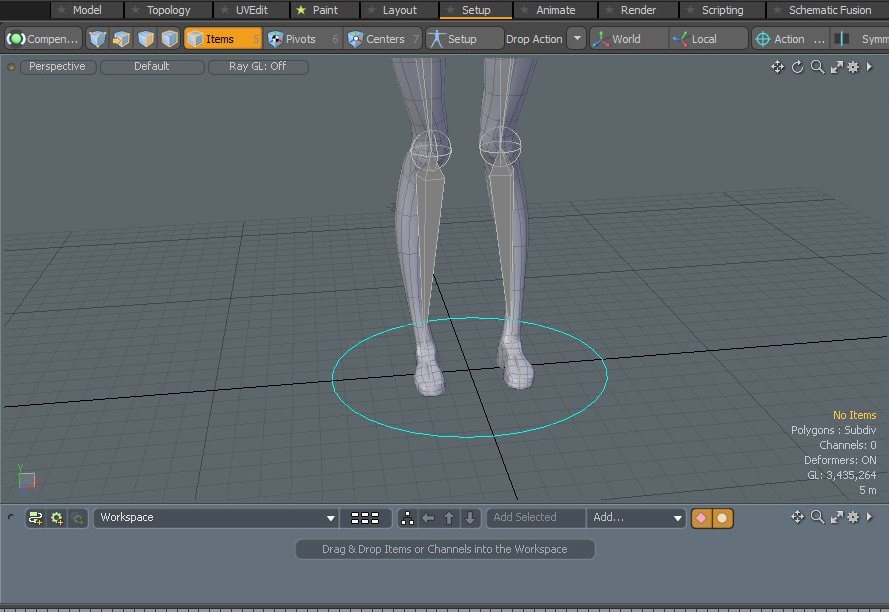 Model Topology UVEdit Paint Layout Setup Animate Render Scripting Schematic Fusion
Compen... Items 5 Pivots 6 Centers 7 Setup Drop Action World Local Action ... Symm
Perspective Default Ray GL: Off
No Items
Polygons : Subdiv
Channels: 0
Deformers: ON
GL: 3,435,264
5 m
Y
Workspace Add Selected Add...
Drag & Drop Items or Channels into the Workspace